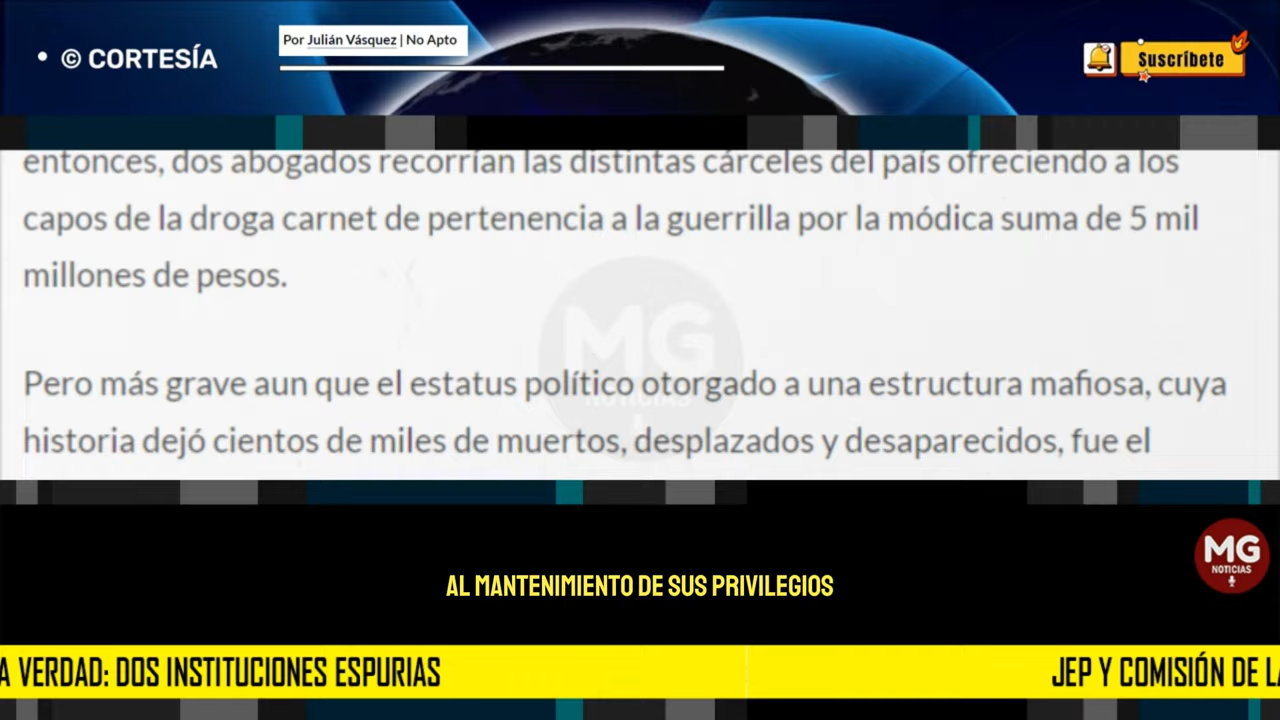 • © CORTESÍA
Por Julián Vásquez | No Apto
Suscríbete
entonces, dos abogados recorrían las distintas cárceles del país ofreciendo a los
capos de la droga carnet de pertenencia a la guerrilla por la módica suma de 5 mil
millones de pesos.
MG
NOTICIAS
Pero más grave aun que el estatus político otorgado a una estructura mafiosa, cuya
historia dejó cientos de miles de muertos, desplazados y desaparecidos, fue el
MG
NOTICIAS
AL MANTENIMIENTO DE SUS PRIVILEGIOS
A VERDAD: DOS INSTITUCIONES ESPURIAS
JEP Y COMISIÓN DE LA